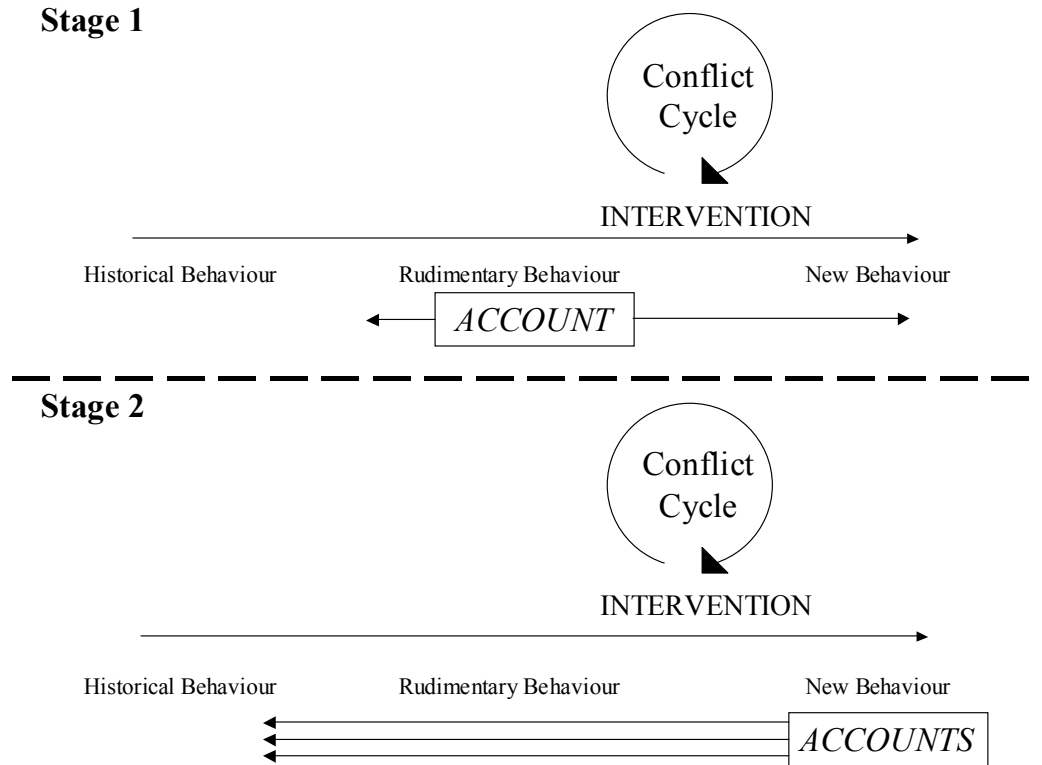 Stage 1
Conflict
Cycle
INTERVENTION
Historical Behaviour Rudimentary Behaviour New Behaviour
ACCOUNT
Stage 2
Conflict
Cycle
INTERVENTION
Historical Behaviour Rudimentary Behaviour New Behaviour
ACCOUNTS